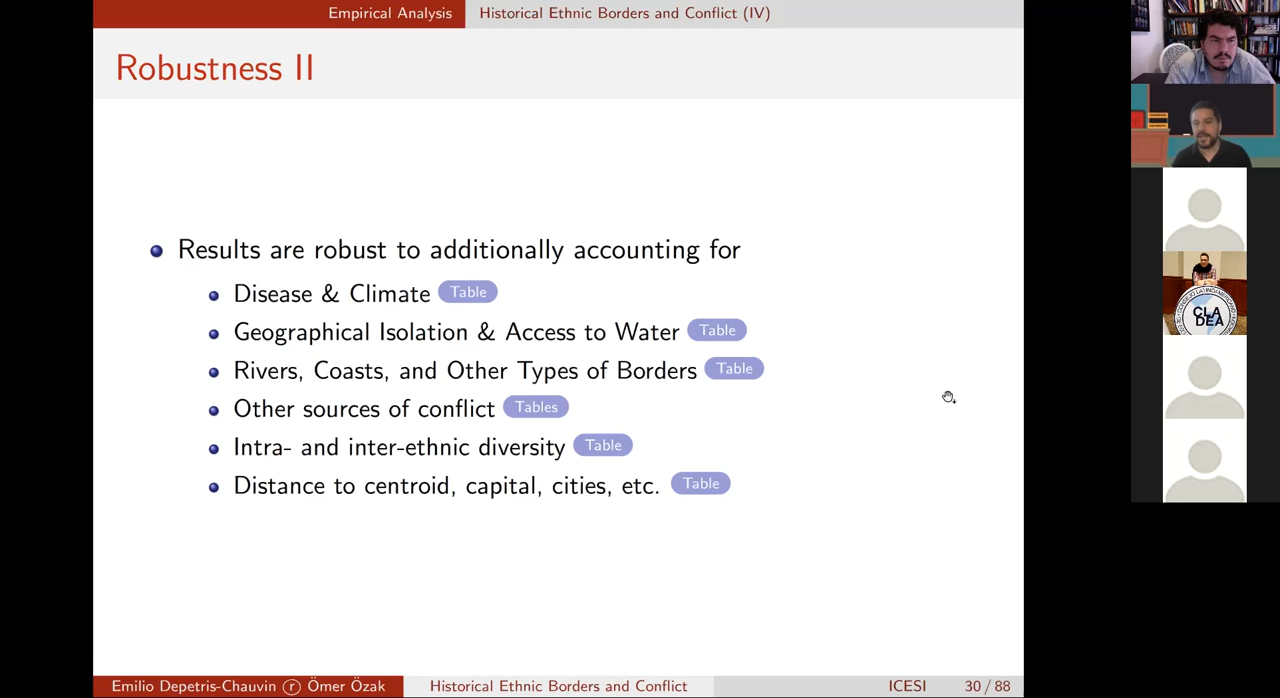 Empirical Analysis Historical Ethnic Borders and Conflict (IV)
Robustness II
Results are robust to additionally accounting for
Disease & Climate Table
Geographical Isolation & Access to Water Table
Rivers, Coasts, and Other Types of Borders Table
Other sources of conflict Tables
Intra- and inter-ethnic diversity Table
Distance to centroid, capital, cities, etc. Table
Emilio Depetris-Chauvin ⓡ Ömer Özak Historical Ethnic Borders and Conflict ICESI 30 / 88
CLA
DEA